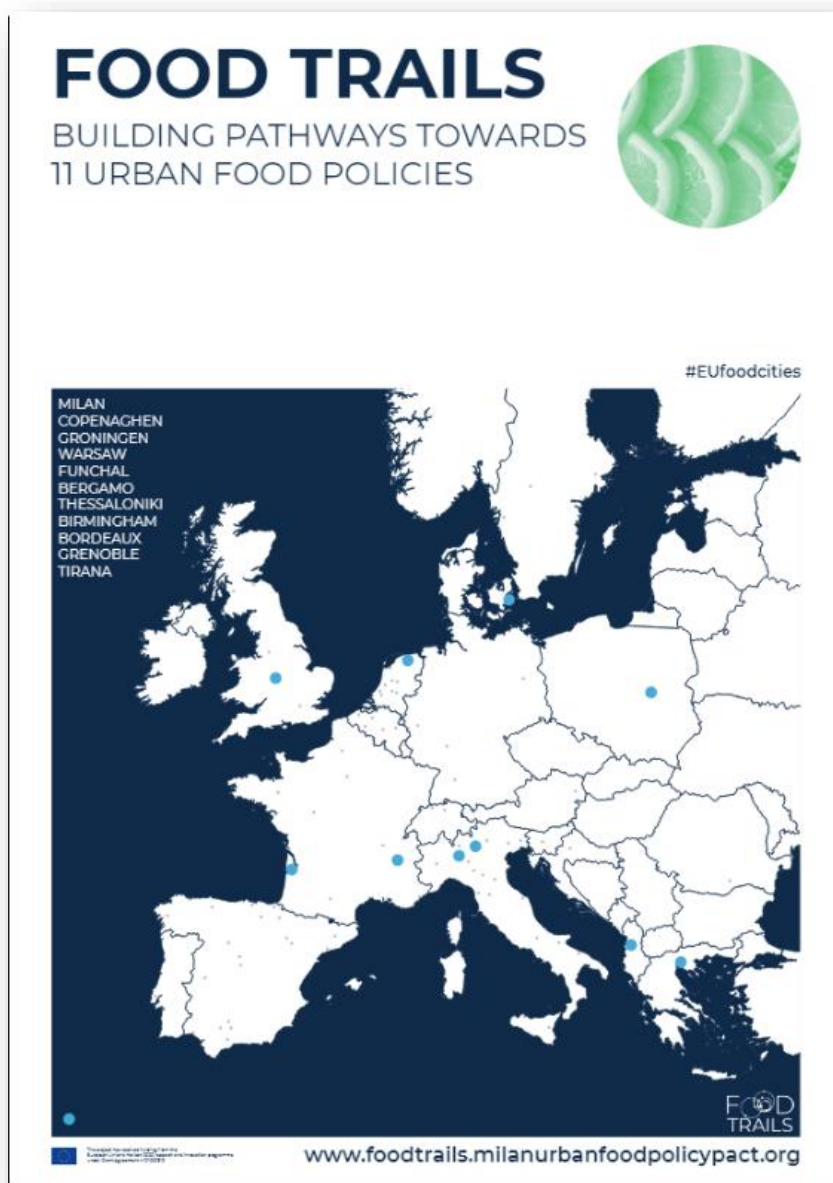 FOOD TRAILS
BUILDING PATHWAYS TOWARDS
11 URBAN FOOD POLICIES
#EUfoodcities
MILAN
COPENAGHEN
GRONINGEN
WARSAW
FUNCHAL
BERGAMO
THESSALONIKI
BIRMINGHAM
BORDEAUX
GRENOBLE
TIRANA
FOOD
TRAILS
www.foodtrails.milanurbanfoodpolicypact.org